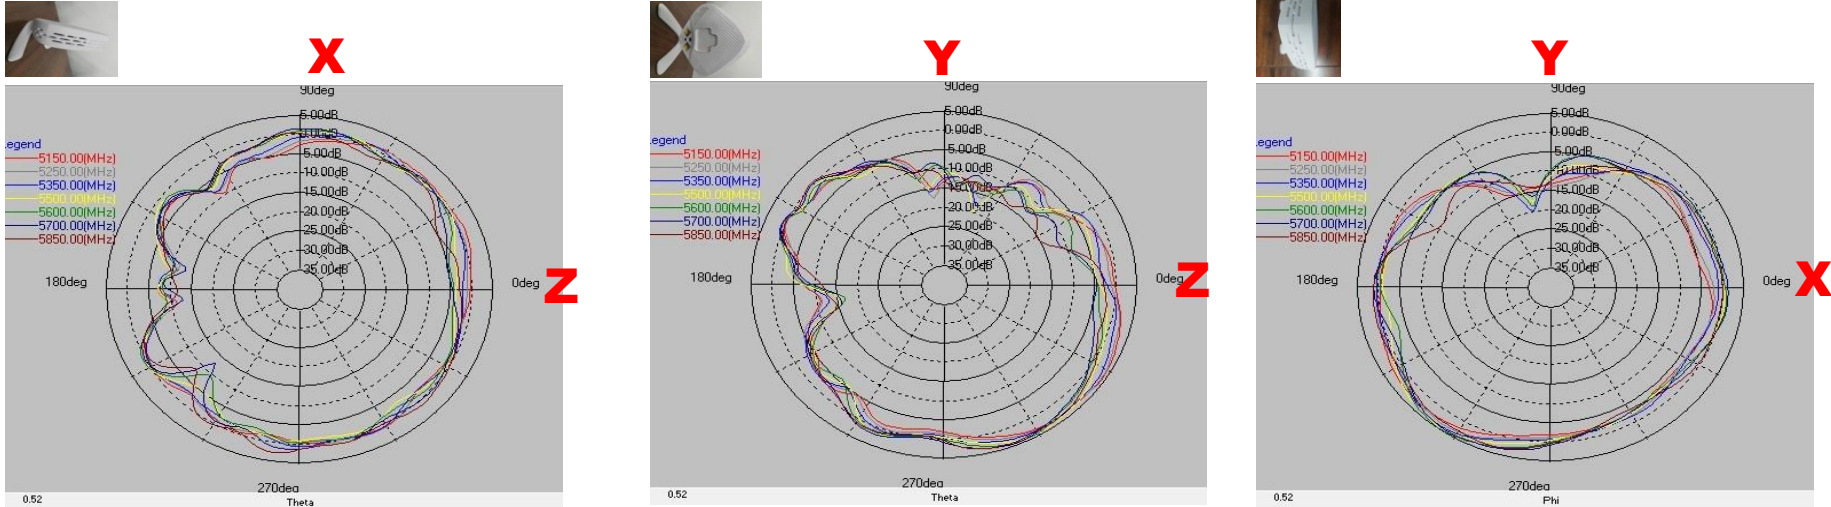 X
90deg
5.00dB
0.00dB
5.00dB
10.00dB
15.00dB
20.00dB
25.00dB
30.00dB
35.00dB
egend
5150.00(MHz)
5250.00(MHz)
5350.00(MHz)
5500.00(MHz)
5600.00(MHz)
5700.00(MHz)
5850.00(MHz)
180deg
0deg
Z
270deg
0.52
Theta
Y
90deg
5.00dB
0.00dB
5.00dB
10.00dB
15.00dB
20.00dB
25.00dB
30.00dB
35.00dB
egend
5150.00(MHz)
5250.00(MHz)
5350.00(MHz)
5500.00(MHz)
5600.00(MHz)
5700.00(MHz)
5850.00(MHz)
180deg
0deg
Z
270deg
0.52
Theta
Y
90deg
5.00dB
0.00dB
5.00dB
10.00dB
15.00dB
20.00dB
25.00dB
30.00dB
35.00dB
egend
5150.00(MHz)
5250.00(MHz)
5350.00(MHz)
5500.00(MHz)
5600.00(MHz)
5700.00(MHz)
5850.00(MHz)
180deg
0deg
X
270deg
0.52
Phi